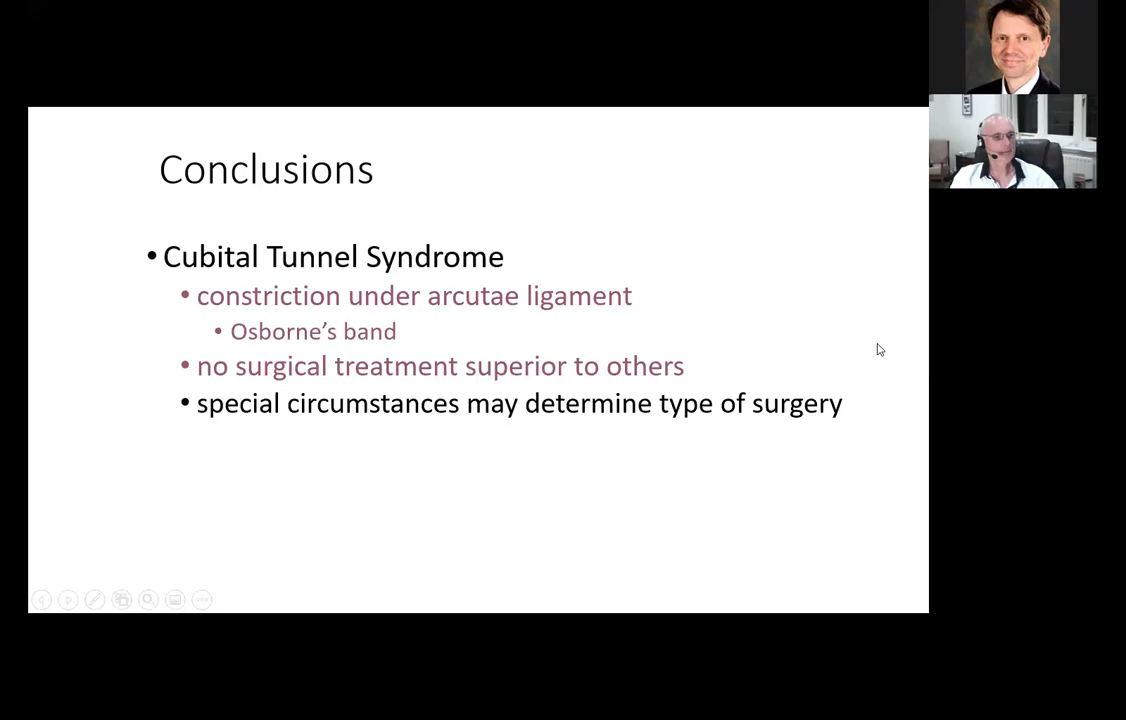 Conclusions
• Cubital Tunnel Syndrome
• constriction under arcutae ligament
• Osborne’s band
• no surgical treatment superior to others
• special circumstances may determine type of surgery